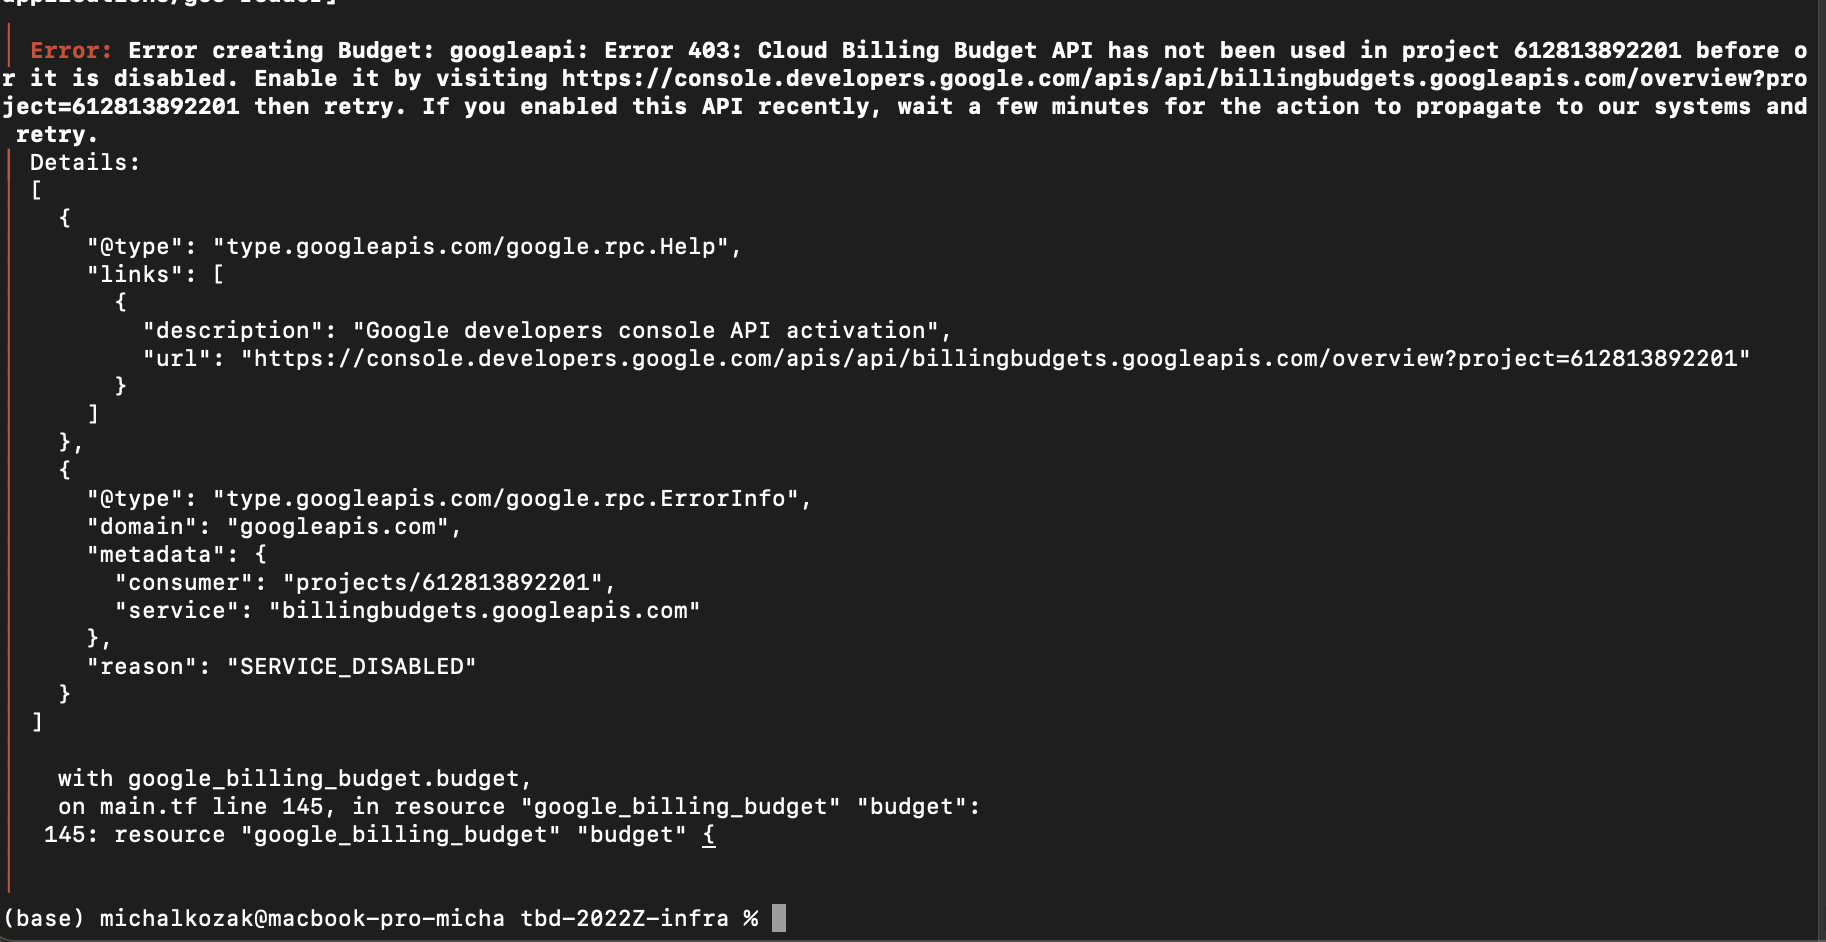 Error: Error creating Budget: googleapi: Error 403: Cloud Billing Budget API has not been used in project 612813892201 before o
r it is disabled. Enable it by visiting https://console.developers.google.com/apis/api/billingbudgets.googleapis.com/overview?pro
ject=612813892201 then retry. If you enabled this API recently, wait a few minutes for the action to propagate to our systems and
 retry.
Details:
[
  {
    "@type": "type.googleapis.com/google.rpc.Help",
    "links": [
      {
        "description": "Google developers console API activation",
        "url": "https://console.developers.google.com/apis/api/billingbudgets.googleapis.com/overview?project=612813892201"
      }
    ]
  },
  {
    "@type": "type.googleapis.com/google.rpc.ErrorInfo",
    "domain": "googleapis.com",
    "metadata": {
      "consumer": "projects/612813892201",
      "service": "billingbudgets.googleapis.com"
    },
    "reason": "SERVICE_DISABLED"
  }
]
  with google_billing_budget.budget,
  on main.tf line 145, in resource "google_billing_budget" "budget":
 145: resource "google_billing_budget" "budget" {
(base) michalkozak@macbook-pro-micha tbd-2022Z-infra %